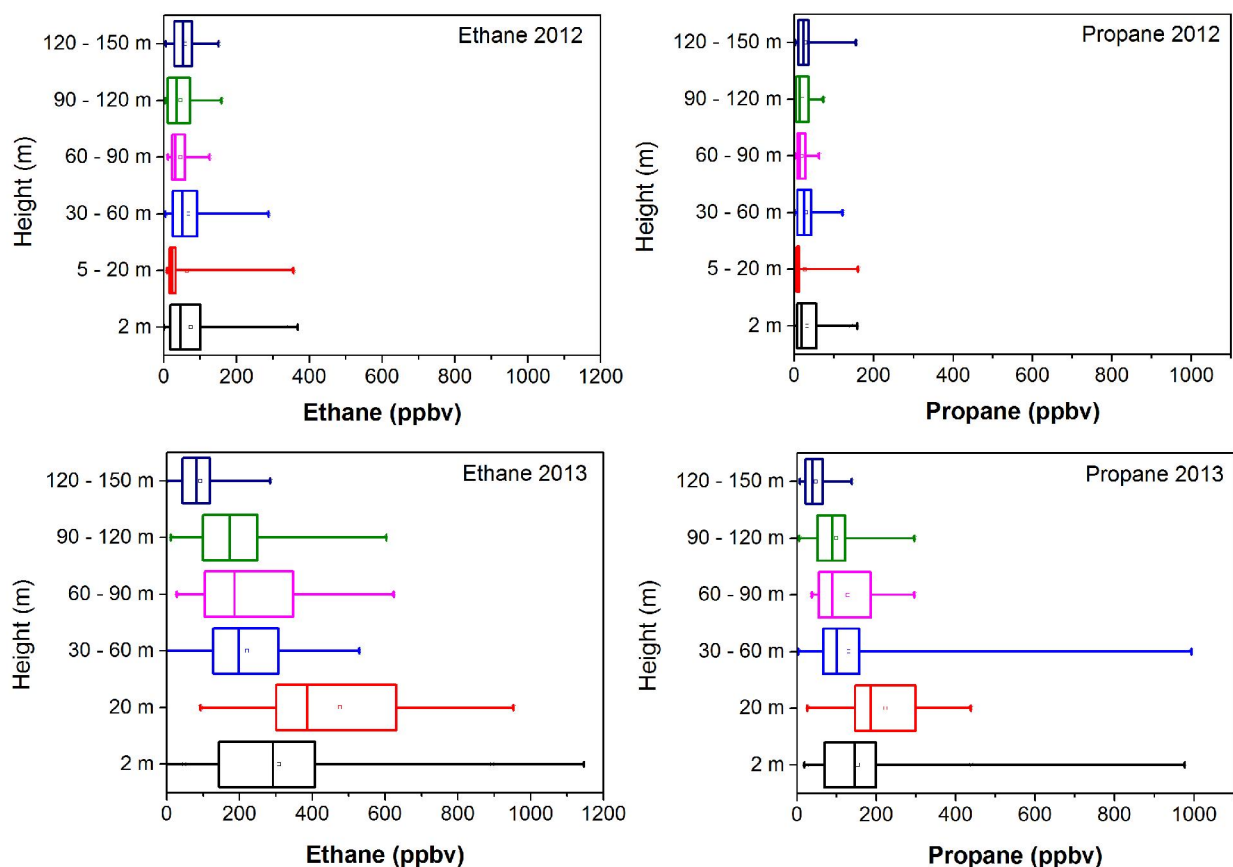 Ethane 2012
Height (m)
120 - 150 m
90 - 120 m
60 - 90 m
30 - 60 m
5 - 20 m
2 m
0 200 400 600 800 1000 1200
Ethane (ppbv)
Propane 2012
Height (m)
120 - 150 m
90 - 120 m
60 - 90 m
30 - 60 m
5 - 20 m
2 m
0 200 400 600 800 1000
Propane (ppbv)
Ethane 2013
Height (m)
120 - 150 m
90 - 120 m
60 - 90 m
30 - 60 m
20 m
2 m
0 200 400 600 800 1000 1200
Ethane (ppbv)
Propane 2013
Height (m)
120 - 150 m
90 - 120 m
60 - 90 m
30 - 60 m
20 m
2 m
0 200 400 600 800 1000
Propane (ppbv)